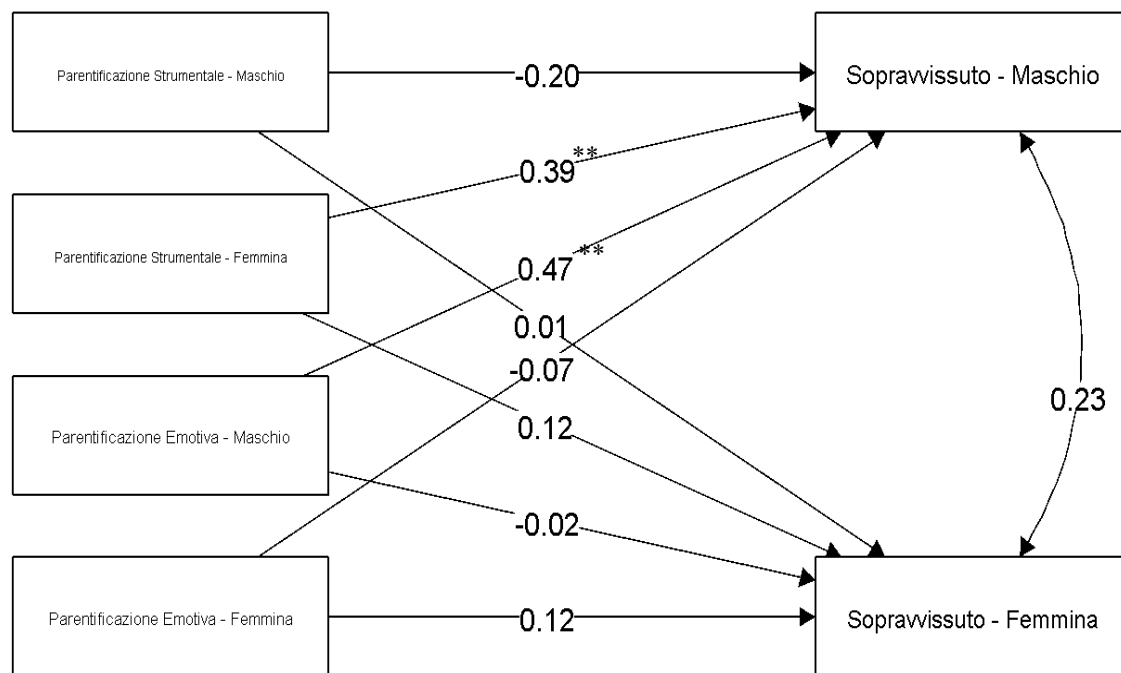 Parentificazione Strumentale - Maschio
-0.20
Sopravvissuto - Maschio
0.39**
Parentificazione Strumentale - Femmina
0.47**
0.01
-0.07
0.23
Parentificazione Emotiva - Maschio
0.12
-0.02
Parentificazione Emotiva - Femmina
0.12
Sopravvissuto - Femmina